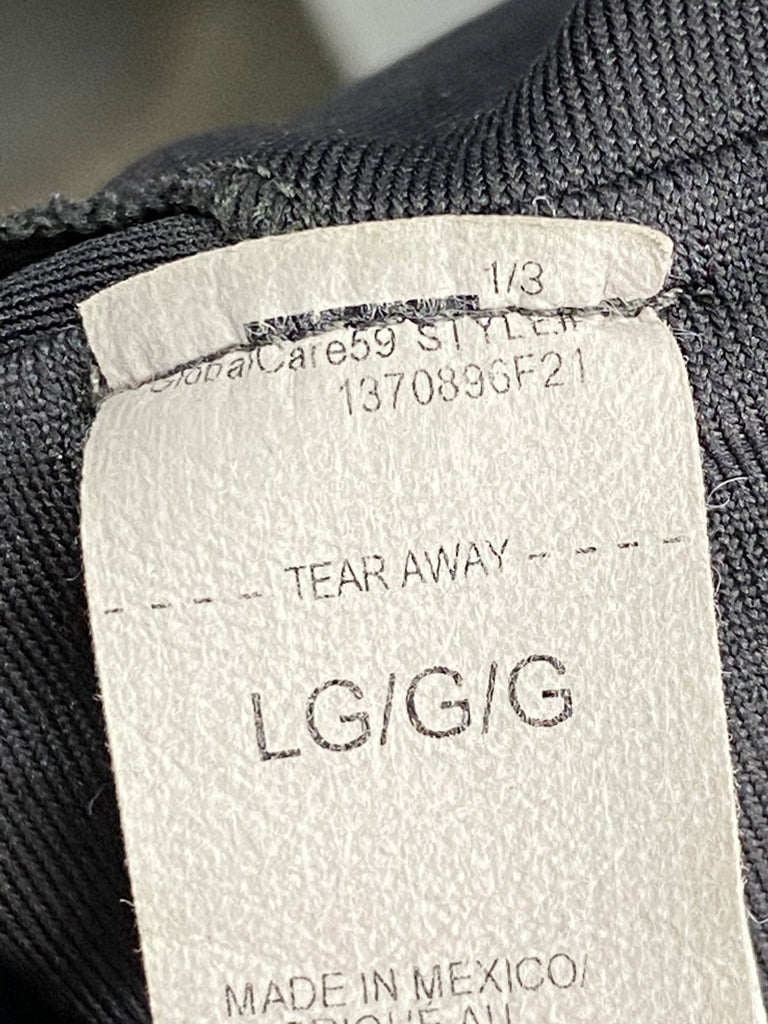 1/3
GlobalCare59 STYLE#
1370896F21
TEAR AWAY
LG/G/G
MADE IN MEXICO/